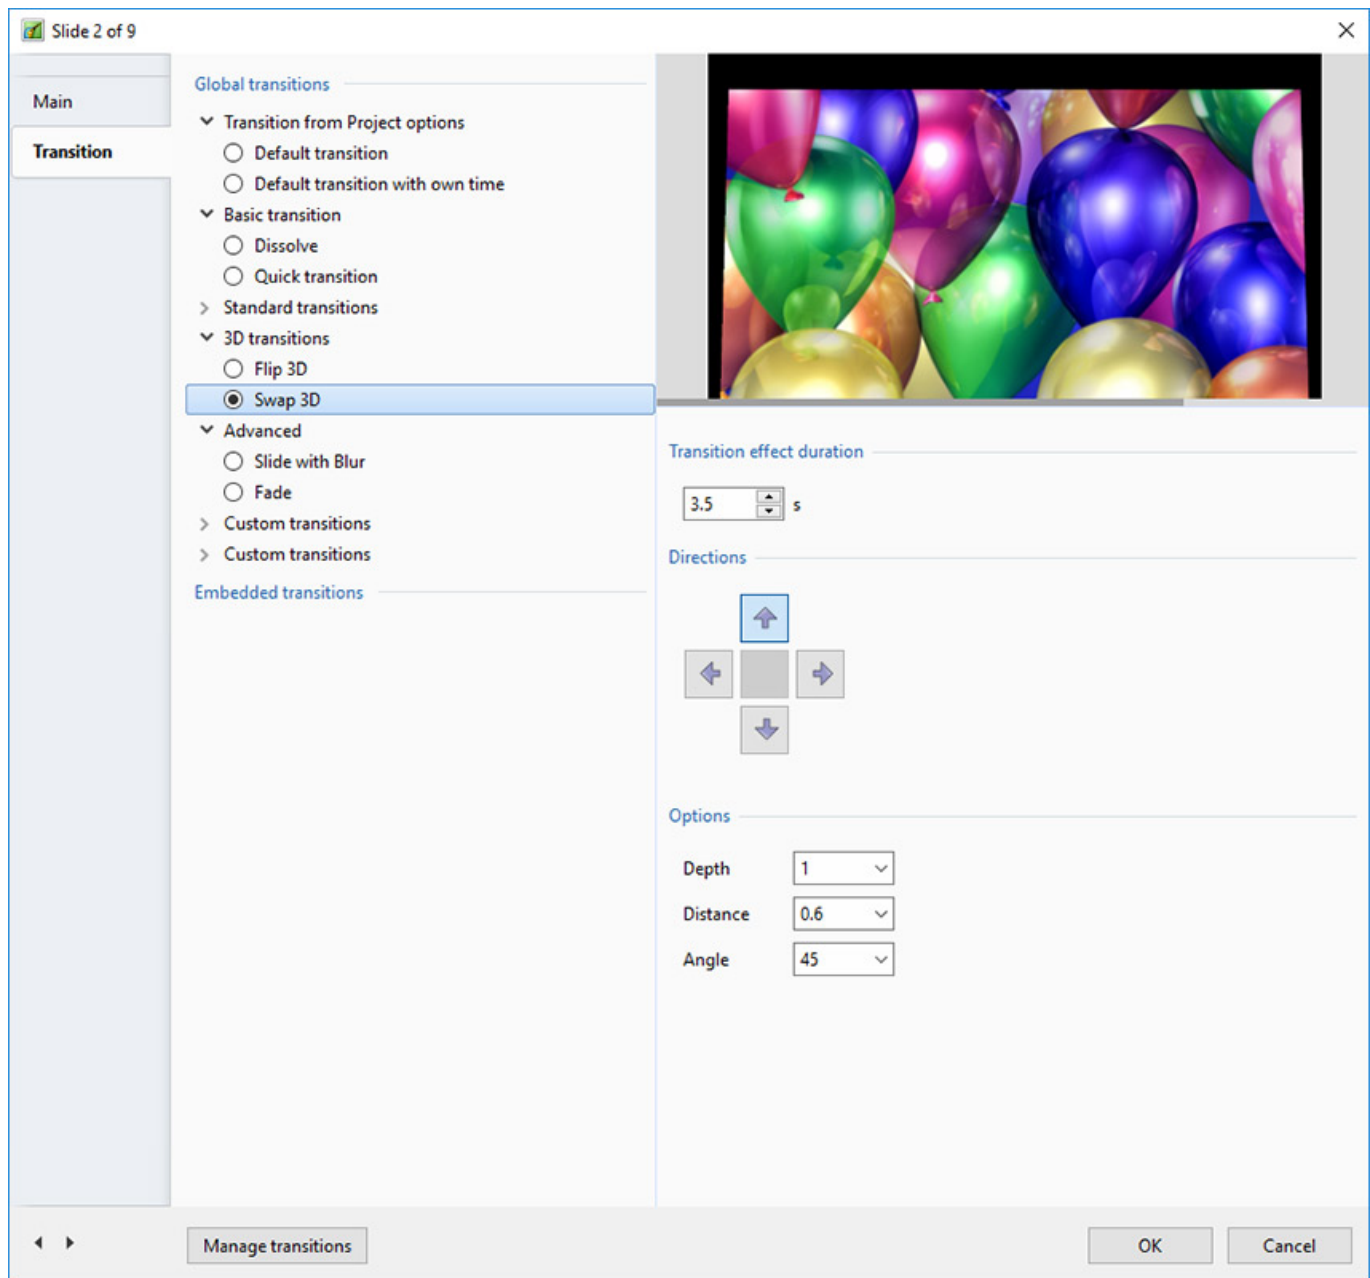 Slide 2 of 9
Main
Transition
Global transitions
Transition from Project options
Default transition
Default transition with own time
Basic transition
Dissolve
Quick transition
Standard transitions
3D transitions
Flip 3D
Swap 3D
Advanced
Slide with Blur
Fade
Custom transitions
Custom transitions
Embedded transitions
Transition effect duration
3.5 s
Directions
Options
Depth 1
Distance 0.6
Angle 45
Manage transitions
OK
Cancel